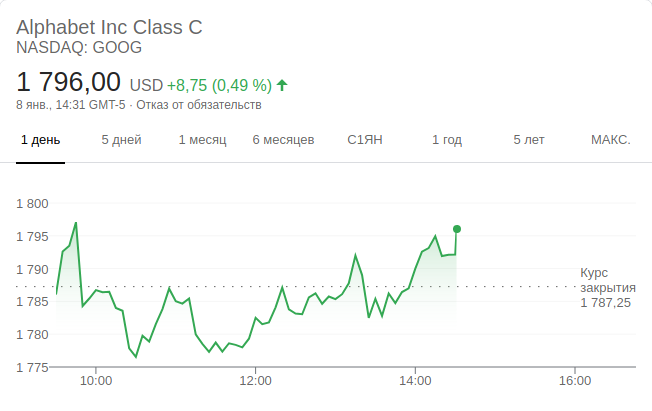 Alphabet Inc Class C
NASDAQ: GOOG
1 796,00 USD +8,75 (0,49 %)
8 янв., 14:31 GMT-5 · Отказ от обязательств
1 день 5 дней 1 месяц 6 месяцев С1ЯН 1 год 5 лет МАКС.
1 800
1 795
1 790
1 785
1 780
1 775
Курс
закрытия
1 787,25
10:00 12:00 14:00 16:00